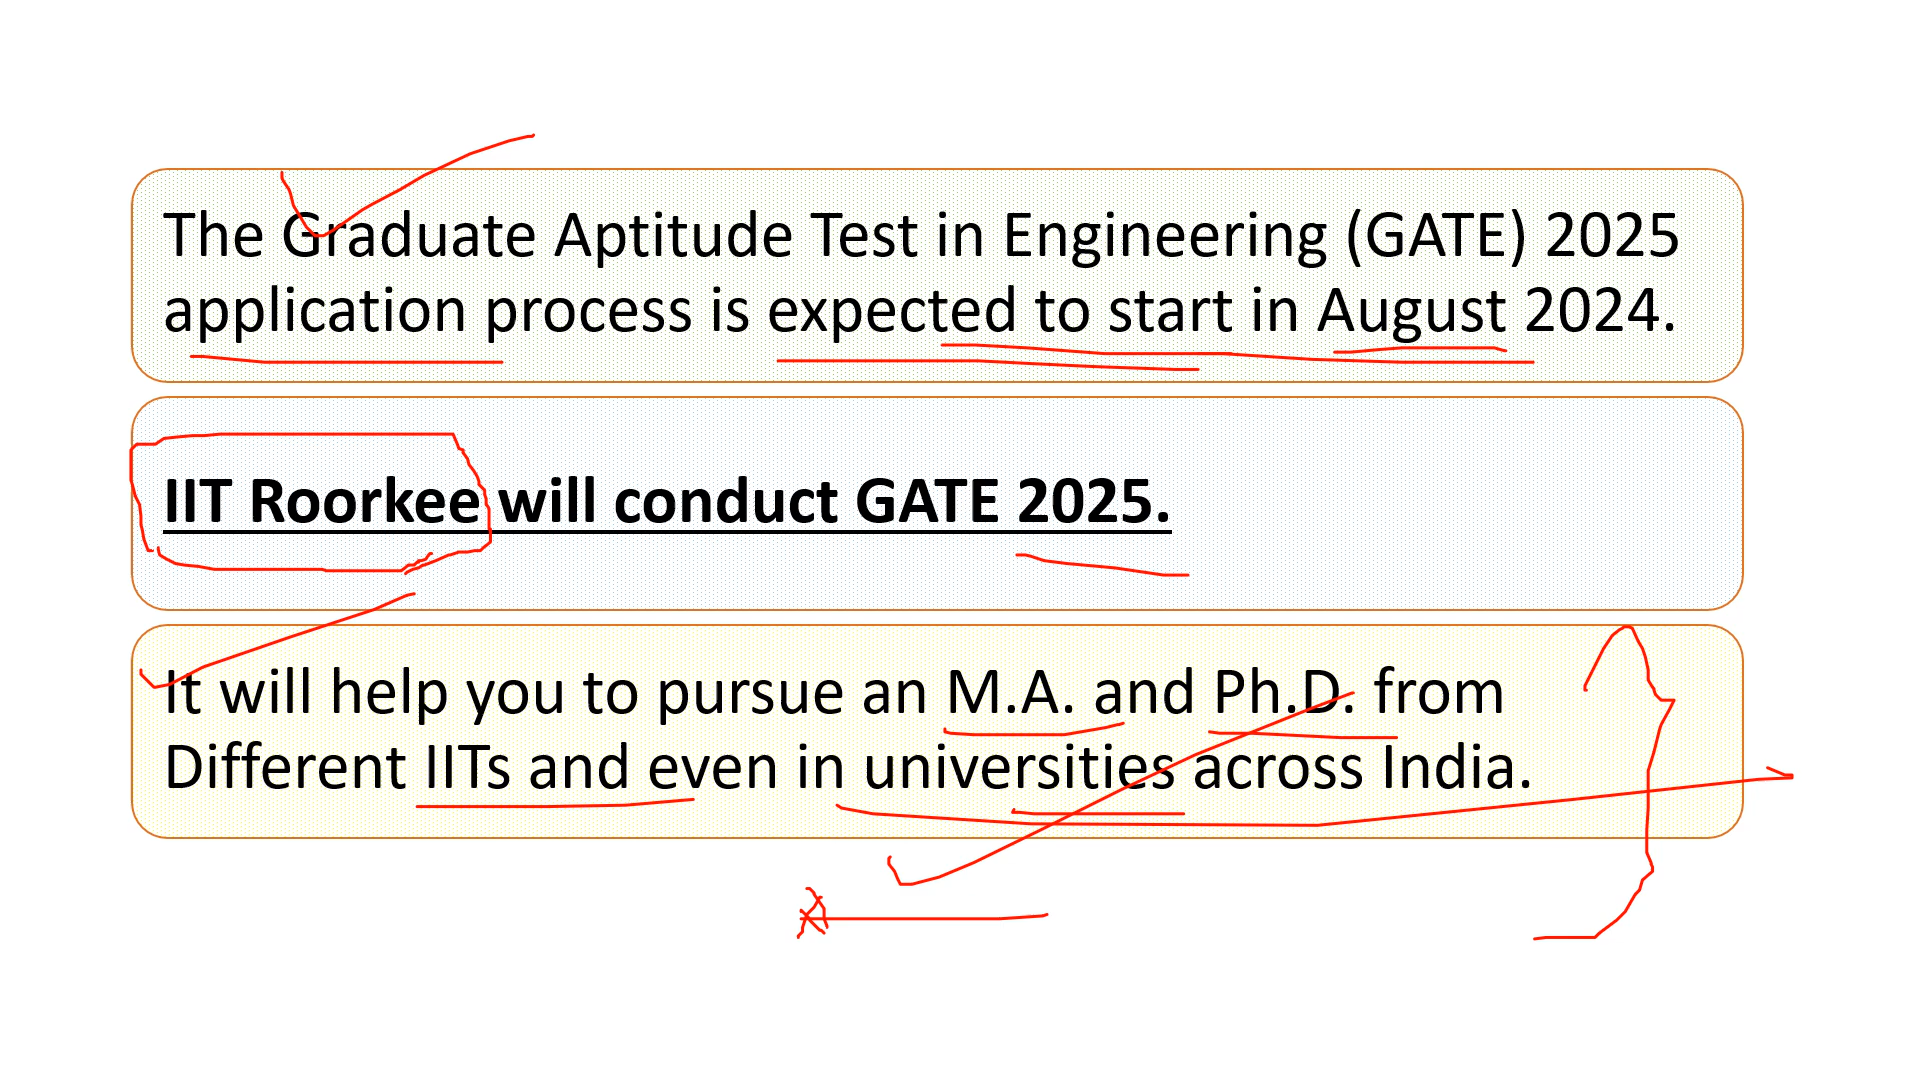 The Graduate Aptitude Test in Engineering (GATE) 2025
application process is expected to start in August 2024.
IIT Roorkee will conduct GATE 2025.
It will help you to pursue an M.A. and Ph.D. from
Different IITs and even in universities across India.